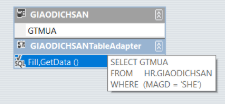 GIAODICHSAN
GTMUA
GIAODICHSANTableAdapter
Fill,GetData ()
SELECT GTMUA
FROM HR.GIAODICHSAN
WHERE (MAGD = 'SHE')